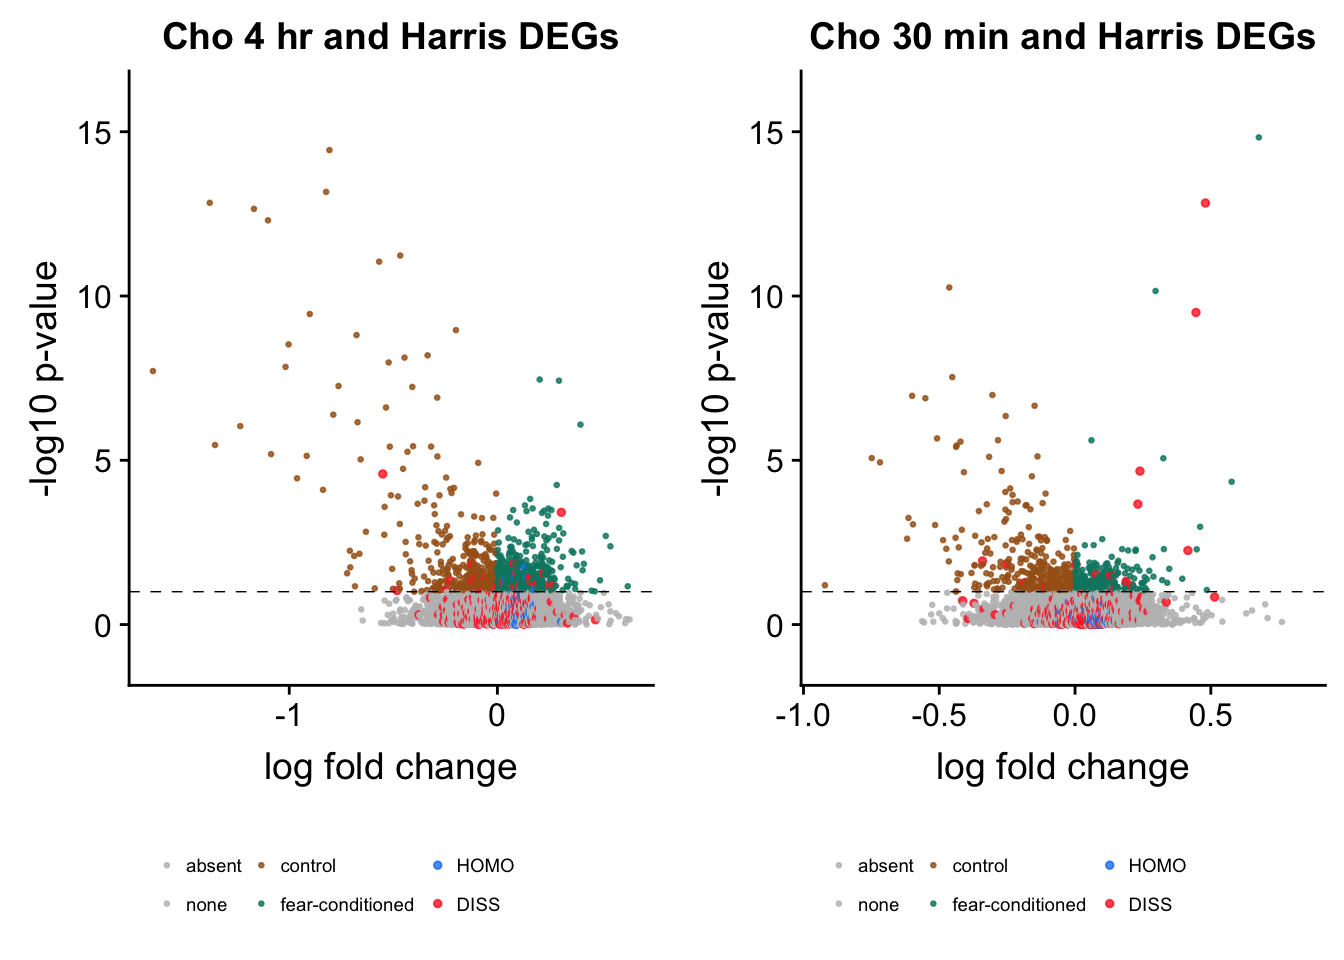 Cho 4 hr and Harris DEGs
-log10 p-value
15
10
5
0
-1
0
log fold change
absent
control
HOMO
none
fear-conditioned
DISS
Cho 30 min and Harris DEGs
-log10 p-value
15
10
5
0
-1.0
-0.5
0.0
0.5
log fold change
absent
control
HOMO
none
fear-conditioned
DISS